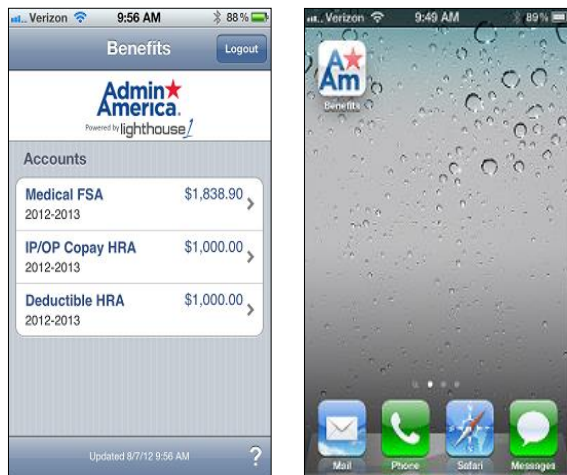 Verizon 9:56 AM 88%
Benefits Logout
Admin
America.
Powered by lighthouse1
Accounts
Medical FSA $1,838.90
2012-2013
IP/OP Copay HRA $1,000.00
2012-2013
Deductible HRA $1,000.00
2012-2013
Updated 8/7/12 9:56 AM ?
Verizon 9:49 AM 89%
A
Am
Benefits
Mail Phone Safari Messages